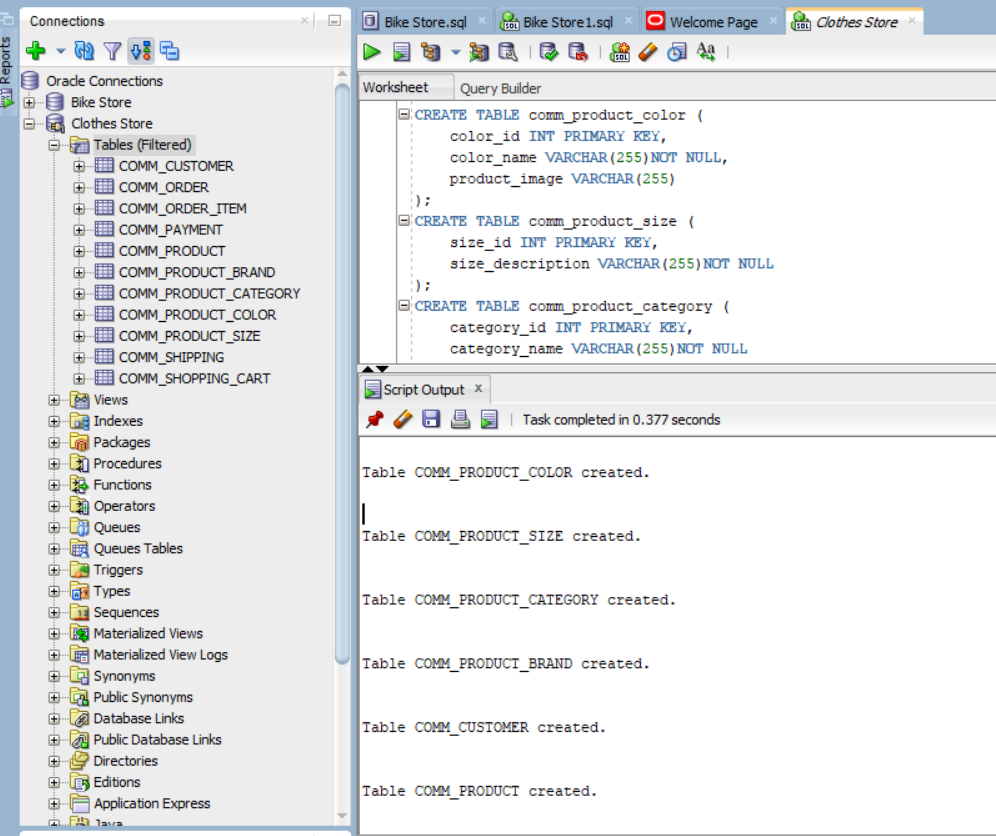 Reports
Connections
Oracle Connections
Bike Store
Clothes Store
Tables (Filtered)
COMM_CUSTOMER
COMM_ORDER
COMM_ORDER_ITEM
COMM_PAYMENT
COMM_PRODUCT
COMM_PRODUCT_BRAND
COMM_PRODUCT_CATEGORY
COMM_PRODUCT_COLOR
COMM_PRODUCT_SIZE
COMM_SHIPPING
COMM_SHOPPING_CART
Views
Indexes
Packages
Procedures
Functions
Operators
Queues
Queues Tables
Triggers
Types
Sequences
Materialized Views
Materialized View Logs
Synonyms
Public Synonyms
Database Links
Public Database Links
Directories
Editions
Application Express
Java
Bike Store.sql Bike Store1.sql Welcome Page Clothes Store
Worksheet Query Builder
CREATE TABLE comm_product_color (
color_id INT PRIMARY KEY,
color_name VARCHAR(255)NOT NULL,
product_image VARCHAR(255)
);
CREATE TABLE comm_product_size (
size_id INT PRIMARY KEY,
size_description VARCHAR(255)NOT NULL
);
CREATE TABLE comm_product_category (
category_id INT PRIMARY KEY,
category_name VARCHAR(255)NOT NULL
Script Output
Task completed in 0.377 seconds
Table COMM_PRODUCT_COLOR created.
Table COMM_PRODUCT_SIZE created.
Table COMM_PRODUCT_CATEGORY created.
Table COMM_PRODUCT_BRAND created.
Table COMM_CUSTOMER created.
Table COMM_PRODUCT created.